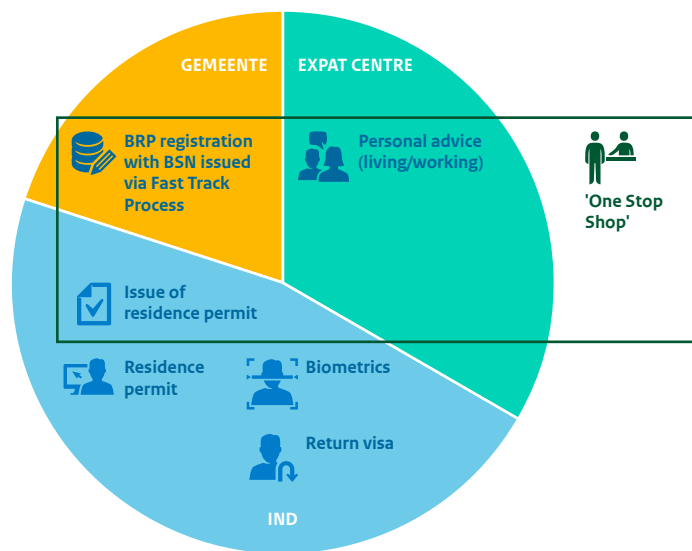 GEMEENTE
EXPAT CENTRE
BRP registration
with BSN issued
via Fast Track
Process
Personal advice
(living/working)
'One Stop
Shop'
Issue of
residence permit
Residence
permit
Biometrics
Return visa
IND